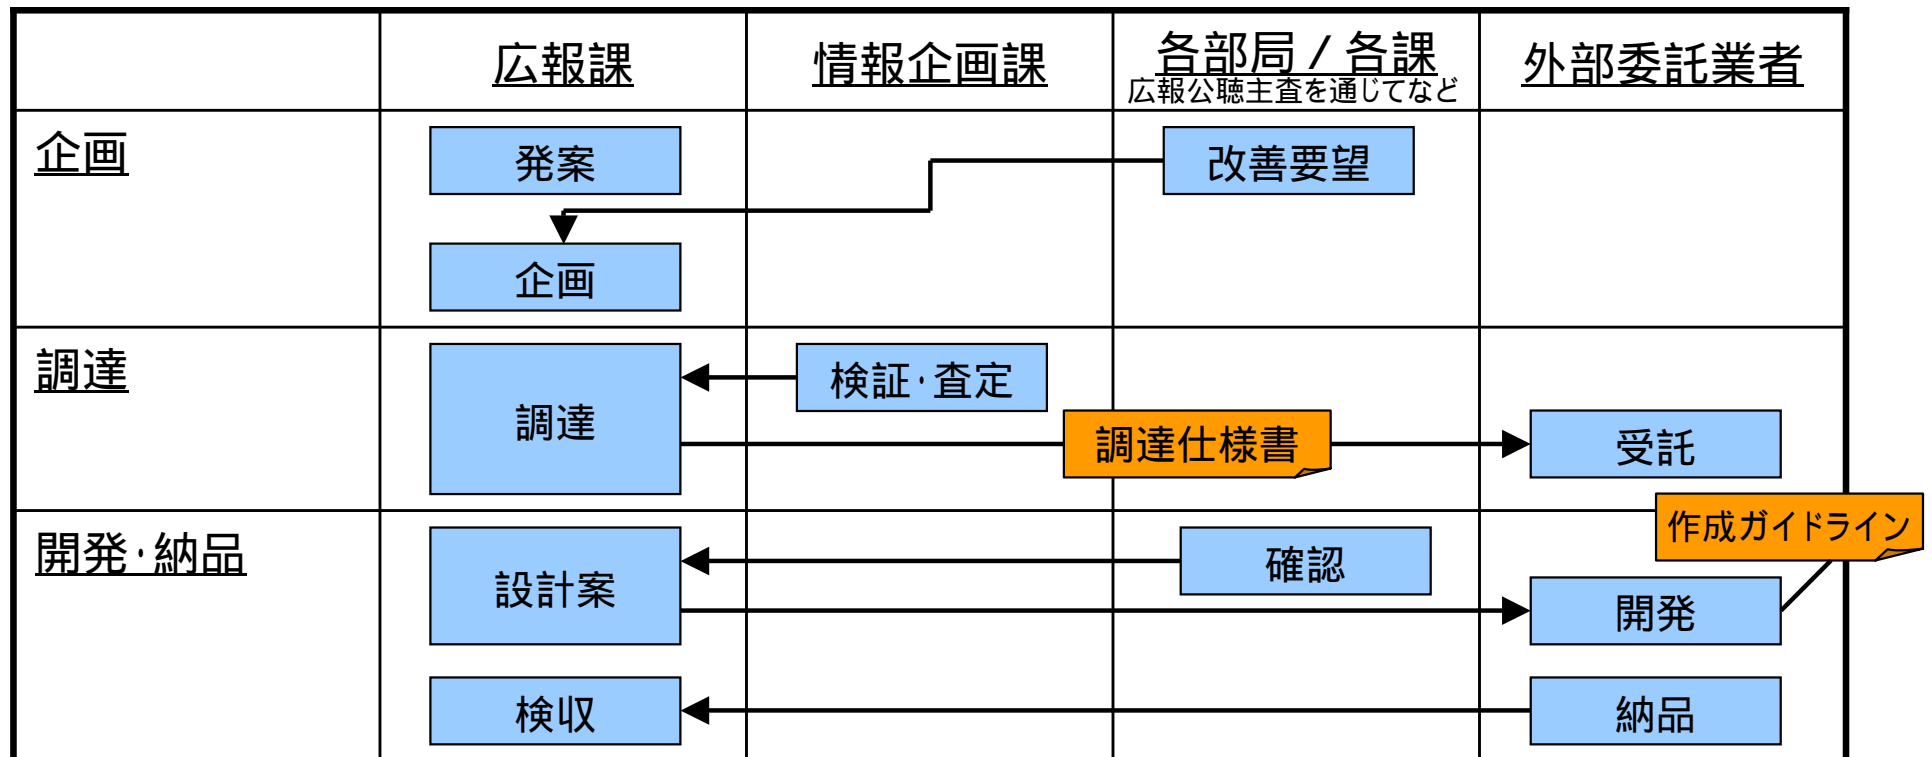 広報課
情報企画課
各部局/各課
広報公聴主査を通じてなど
外部委託業者
企画
発案
改善要望
企画
調達
調達
検証・査定
調達仕様書
受託
作成ガイドライン
開発・納品
設計案
確認
開発
検収
納品